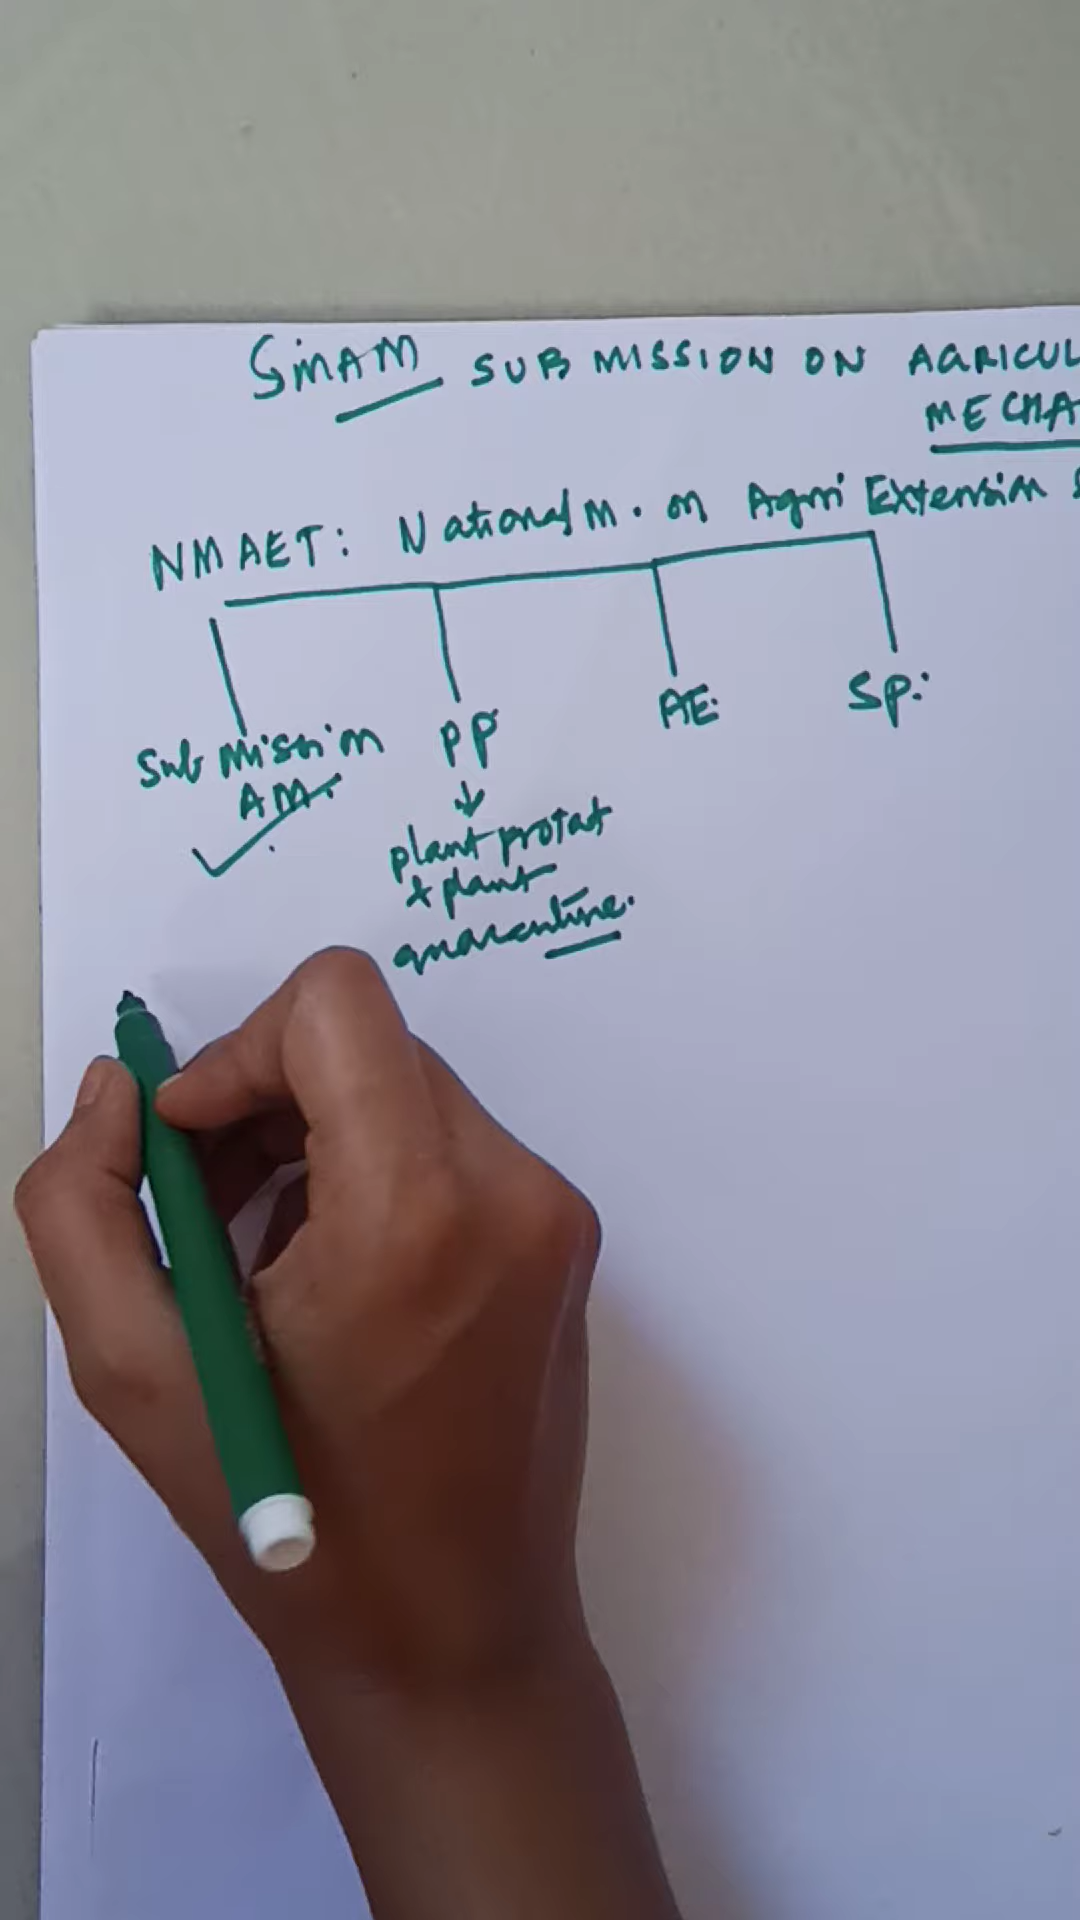 SMAM SUB MISSION ON AGRICUL
MECHA
NMAET: National M. on Agri Extension
Sub Mission
AM.
PP
AE.
SP.
↓
plant protat
& plant
quarantine.